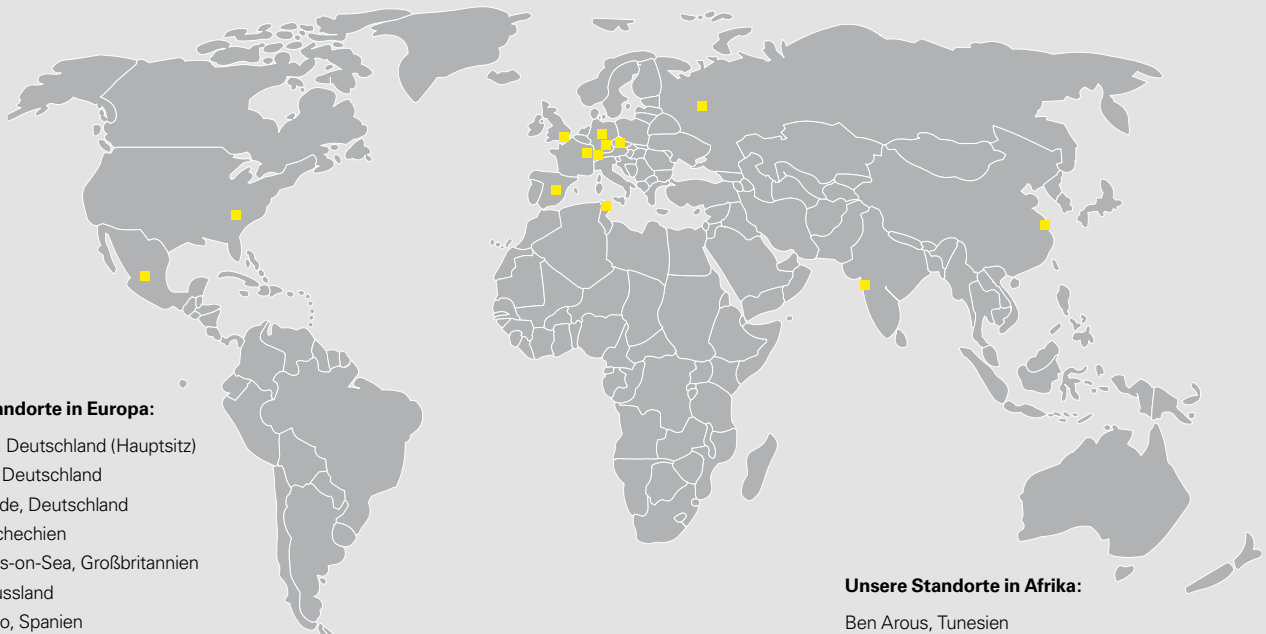 andorte in Europa:
Deutschland (Hauptsitz)
Deutschland
de, Deutschland
chechien
s-on-Sea, Großbritannien
ussland
o, Spanien
Unsere Standorte in Afrika:
Ben Arous, Tunesien